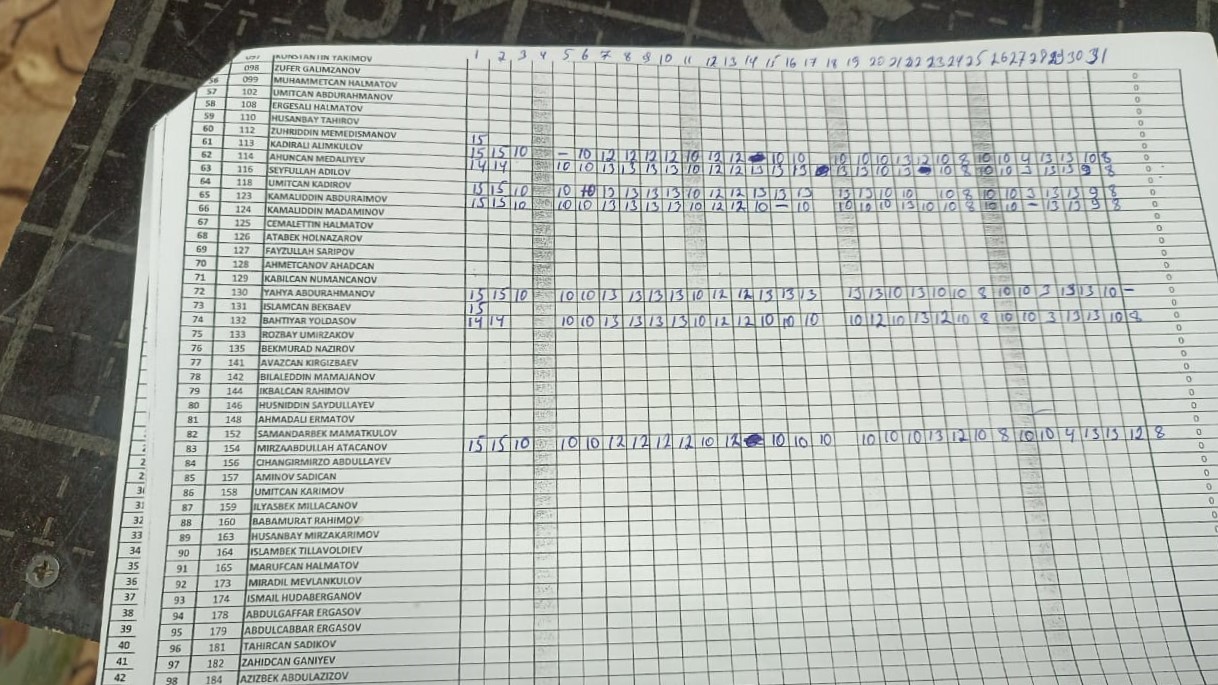 1 2 3 4 5 6 7 8 9 10 11 12 13 14 15 16 17 18 19 20 21 22 23 24 25 26 27 28 29 30 31
097 KONSTANTIN YAKIMOV
098 ZUFER GALIMZANOV 0
56 099 MUHAMMETCAN HALMATOV 0
57 102 UMITCAN ABDURAHMANOV 0
58 108 ERGESALI HALMATOV 0
59 110 HUSANBAY TAHIROV 0
60 112 ZUHRIDDIN MEMEDISMANOV 0
61 113 KADIRALI ALIMKULOV 15 0
62 114 AHUNCAN MEDALIYEV 15 15 10 – 10 12 12 12 12 10 12 12 10 10 10 10 10 13 12 10 8 10 10 4 13 13 10 8 0
63 116 SEYFULLAH ADILOV 14 14 10 10 13 13 13 13 10 12 12 13 13 13 13 13 10 13 10 8 10 10 3 13 13 9 8 0
64 118 UMITCAN KADIROV 0
65 123 KAMALIDDIN ABDURAIMOV 15 15 10 10 10 13 13 13 13 10 12 12 13 13 13 13 13 10 10 10 8 10 10 3 13 13 9 8 0
66 124 KAMALIDDIN MADAMINOV 15 15 10 10 10 13 13 13 13 10 12 12 10 – 10 10 10 10 13 10 10 8 10 10 – 13 13 9 8 0
67 125 CEMALETTIN HALMATOV 0
68 126 ATABEK HOLNAZAROV 0
69 127 FAYZULLAH SARIPOV 0
70 128 AHMETCANOV AHADCAN 0
71 129 KABILCAN NUMANCANOV 0
72 130 YAHYA ABDURAHMANOV 15 15 10 10 10 13 13 13 13 10 12 12 13 13 13 13 13 10 13 10 10 8 10 10 3 13 13 10 – 0
73 131 ISLAMCAN BEKBAEV 15 0
74 132 BAHTIYAR YOLDASOV 14 14 10 10 13 13 13 13 10 12 12 10 10 10 10 12 10 13 12 10 8 10 10 3 13 13 10 8 0
75 133 ROZBAY UMIRZAKOV 0
76 135 BEKMURAD NAZIROV 0
77 141 AVAZCAN KIRGIZBAEV 0
78 142 BILALEDDIN MAMAJANOV 0
79 144 IKBALCAN RAHIMOV 0
80 146 HUSNIDDIN SAYDULLAYEV 0
81 148 AHMADALI ERMATOV 0
82 152 SAMANDARBEK MAMATKULOV 0
83 154 MIRZAABDULLAH ATACANOV 15 15 10 10 10 12 12 12 12 10 12 10 10 10 10 10 10 13 12 10 8 10 10 4 13 13 12 8 0
84 156 CIHANGIRMIRZO ABDULLAYEV 0
85 157 AMINOV SADICAN 0
86 158 UMITCAN KARIMOV 0
87 159 ILYASBEK MILLACANOV 0
32 88 160 BABAMURAT RAHIMOV 0
33 89 163 HUSANBAY MIRZAKARIMOV 0
34 90 164 ISLAMBEK TILLAVOLDIEV
35 91 165 MARUFCAN HALMATOV
36 92 173 MIRADIL MEVLANKULOV
37 93 174 ISMAIL HUDABERGANOV
38 94 178 ABDULGAFFAR ERGASOV
39 95 179 ABDULCABBAR ERGASOV
40 96 181 TAHIRCAN SADIKOV
41 97 182 ZAHIDCAN GANIYEV
42 98 184 AZIZBEK ABDULAZIZOV